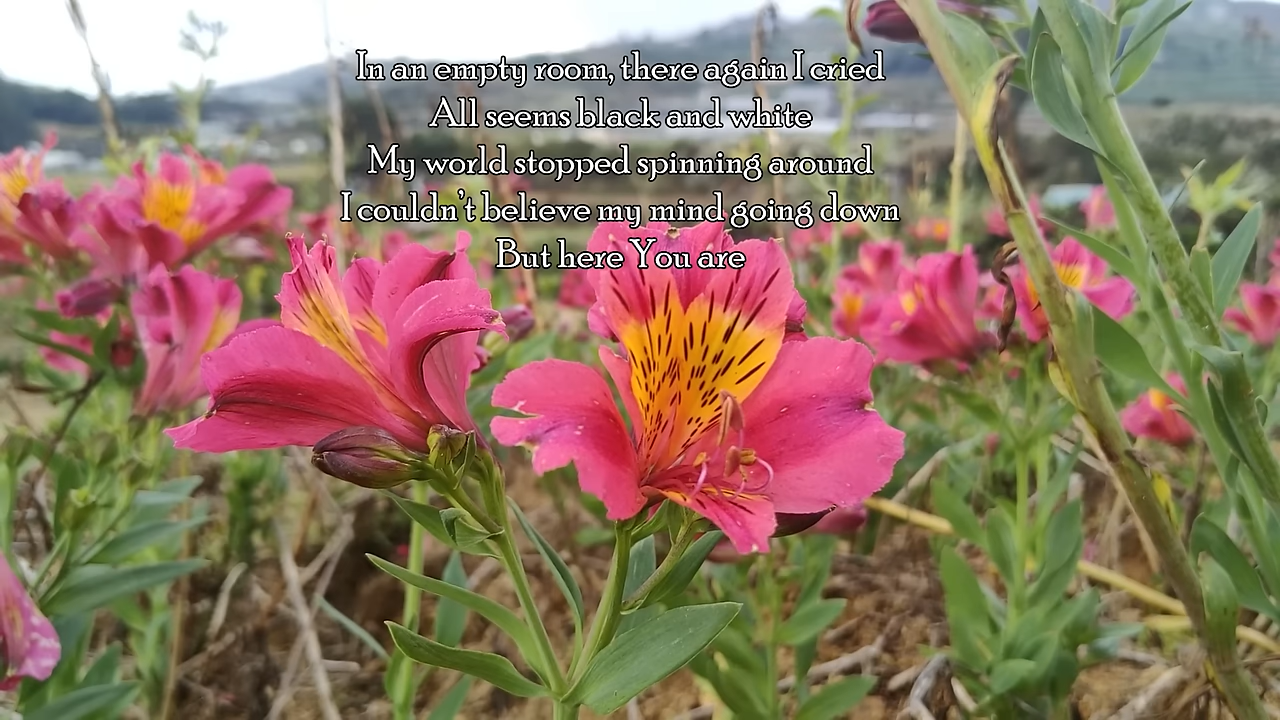 In an empty room, there again I cried
All seems black and white
My world stopped spinning around
I couldn't believe my mind going down
But here You are